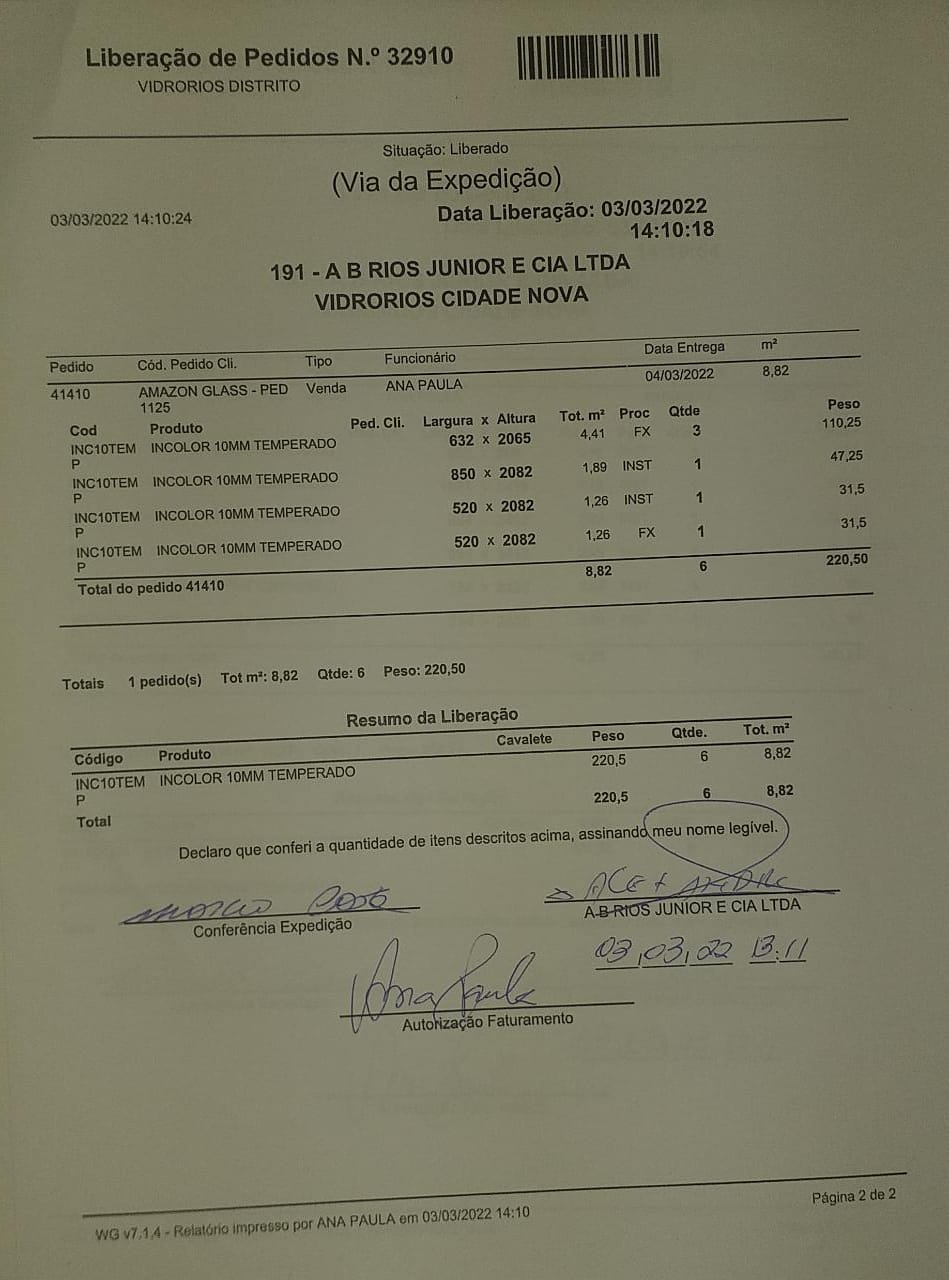 Liberação de Pedidos N.º 32910
VIDRORIOS DISTRITO
Situação: Liberado
(Via da Expedição)
03/03/2022 14:10:24
Data Liberação: 03/03/2022
14:10:18
191 - A B RIOS JUNIOR E CIA LTDA
VIDRORIOS CIDADE NOVA
Pedido Cód. Pedido Cli. Tipo Funcionário Data Entrega m²
41410 AMAZON GLASS - PED 1125 Venda ANA PAULA 04/03/2022 8,82
Cod Produto Ped. Cli. Largura x Altura Tot. m² Proc Qtde Peso
INC10TEMP INCOLOR 10MM TEMPERADO 632 x 2065 4,41 FX 3 110,25
INC10TEMP INCOLOR 10MM TEMPERADO 850 x 2082 1,89 INST 1 47,25
INC10TEMP INCOLOR 10MM TEMPERADO 520 x 2082 1,26 INST 1 31,5
INC10TEMP INCOLOR 10MM TEMPERADO 520 x 2082 1,26 FX 1 31,5
Total do pedido 41410 8,82 6 220,50
Totais 1 pedido(s) Tot m²: 8,82 Qtde: 6 Peso: 220,50
Resumo da Liberação
Código Produto Cavalete Peso Qtde. Tot. m²
INC10TEMP INCOLOR 10MM TEMPERADO 220,5 6 8,82
Total 220,5 6 8,82
Declaro que conferi a quantidade de itens descritos acima, assinando meu nome legível.
Conferência Expedição
A B RIOS JUNIOR E CIA LTDA
03,03,22 13:11
Ana Paula
Autorização Faturamento
WG v7.1.4 - Relatório impresso por ANA PAULA em 03/03/2022 14:10
Página 2 de 2